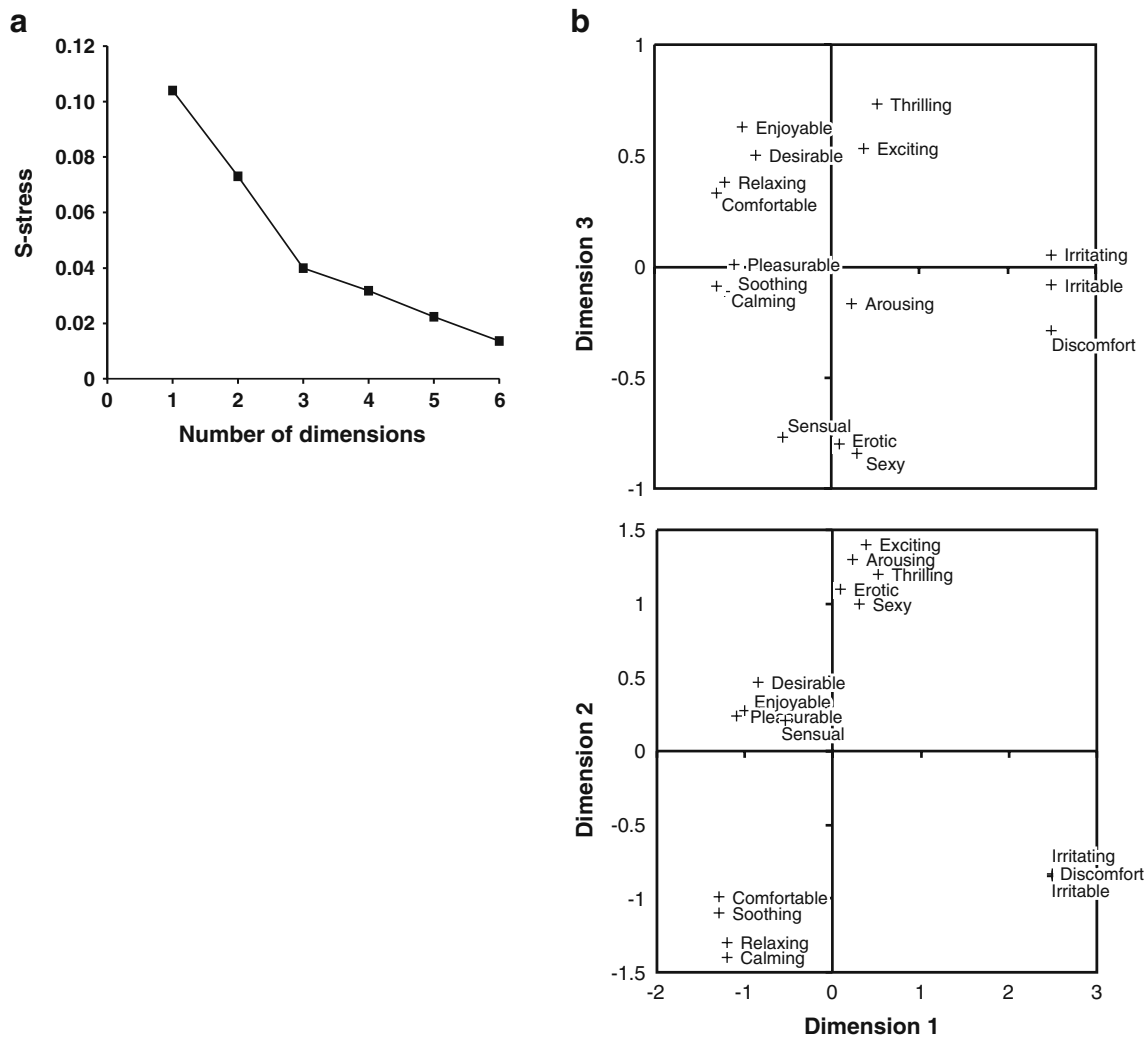 a
0.12
0.10
0.08
0.06
0.04
0.02
0
0 1 2 3 4 5 6
S-stress
Number of dimensions
b
1
0.5
0
-0.5
-1
Dimension 3
Thrilling
Enjoyable
Exciting
Desirable
Relaxing
Comfortable
Irritating
Pleasurable
Soothing
Irritable
Calming
Arousing
Discomfort
Sensual
Erotic
Sexy
1.5
1
0.5
0
-0.5
-1
-1.5
Dimension 2
Exciting
Arousing
Thrilling
Erotic
Sexy
Desirable
Enjoyable
Pleasurable
Sensual
Irritating
Discomfort
Irritable
Comfortable
Soothing
Relaxing
Calming
-2 -1 0 1 2 3
Dimension 1